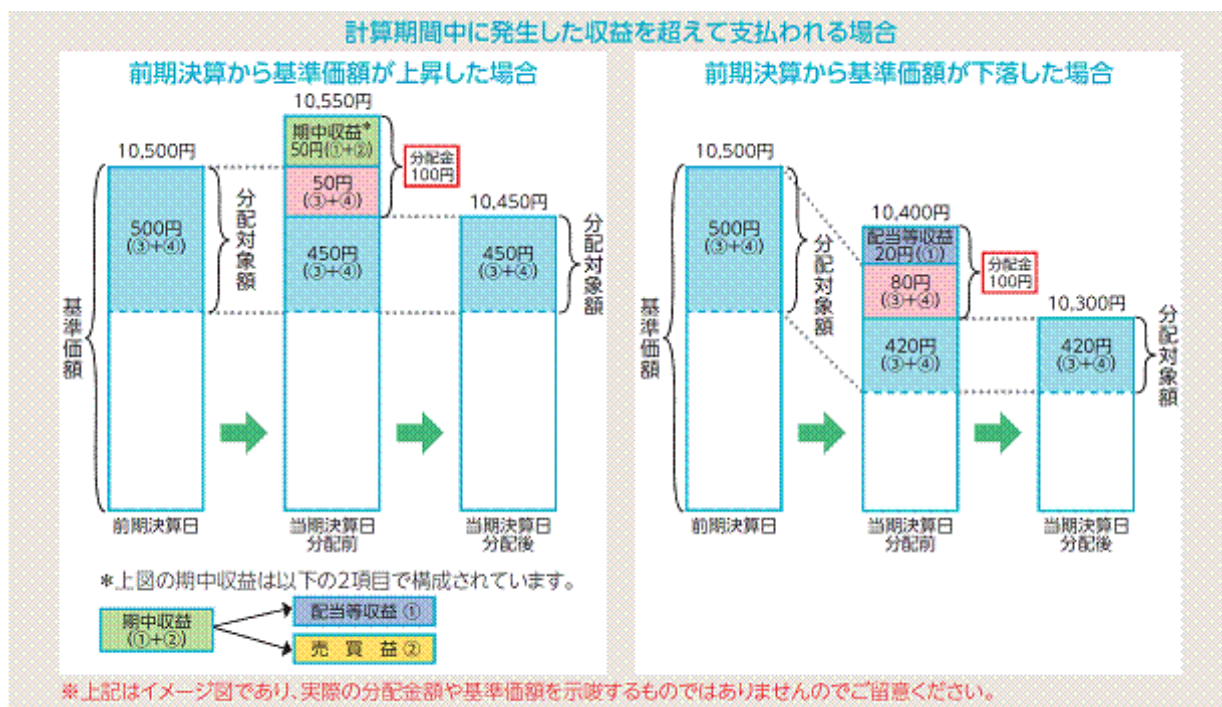 計算期間中に発生した収益を超えて支払われる場合
前期決算から基準価額が上昇した場合
10,500円
500円
(③+④)
分配対象額
基準価額
前期決算日
10,550円
期中収益*
50円(①+②)
50円
(③+④)
450円
(③+④)
分配金
100円
当期決算日
分配前
10,450円
450円
(③+④)
分配対象額
当期決算日
分配後
*上図の期中収益は以下の2項目で構成されています。
期中収益
(①+②)
配当等収益 ①
売 買 益 ②
前期決算から基準価額が下落した場合
10,500円
500円
(③+④)
分配対象額
基準価額
前期決算日
10,400円
配当等収益
20円(①)
80円
(③+④)
420円
(③+④)
分配金
100円
当期決算日
分配前
10,300円
420円
(③+④)
分配対象額
当期決算日
分配後
※上記はイメージ図であり、実際の分配金額や基準価額を示唆するものではありませんのでご留意ください。